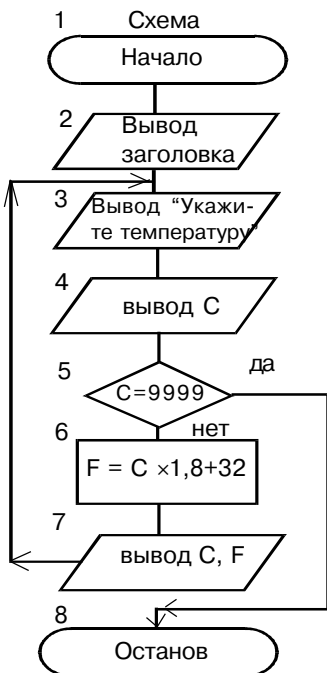 1 Схема
Начало
2
Вывод
заголовка
3
Вывод “Укажи-
те температуру”
4
вывод С
5
да
С=9999
6
нет
F = C ×1,8+32
7
вывод С, F
8
Останов